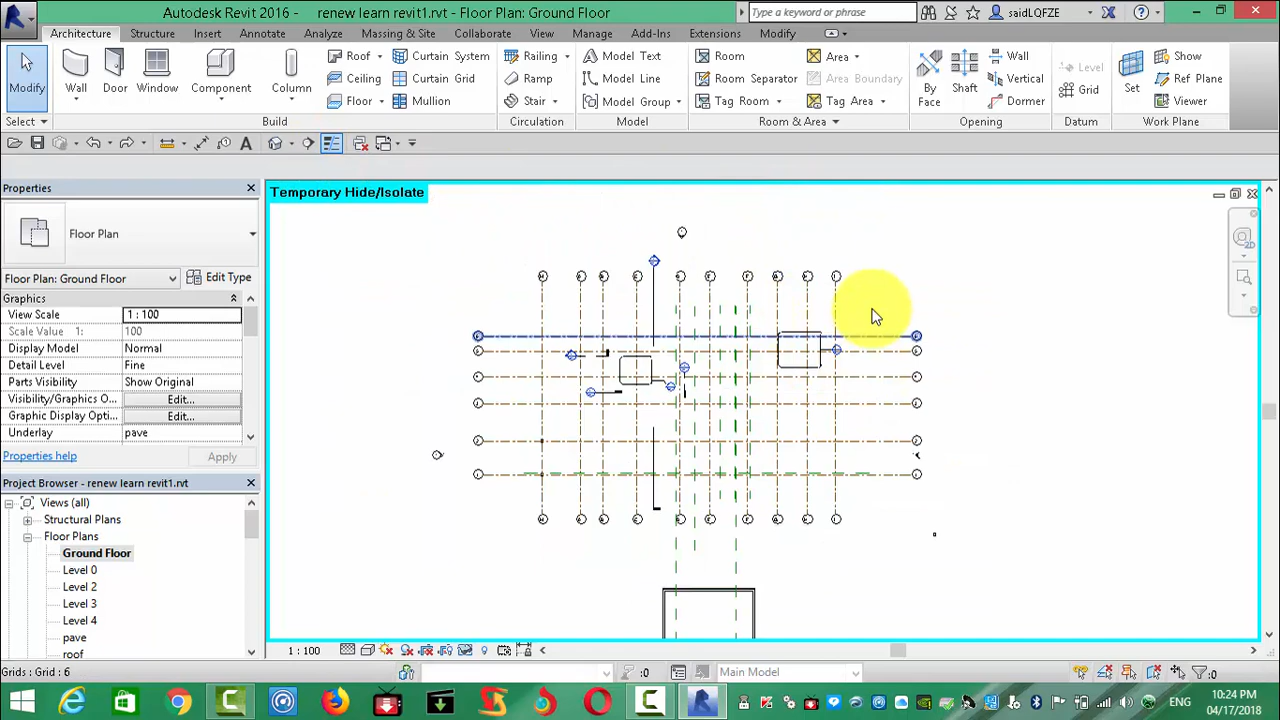 Autodesk Revit 2016 - renew learn revit1.rvt - Floor Plan: Ground Floor
Type a keyword or phrase
saidLQFZE
Architecture Structure Insert Annotate Analyze Massing & Site Collaborate View Manage Add-Ins Extensions Modify
Modify
Wall
Door
Window
Component
Column
Roof
Ceiling
Floor
Curtain System
Curtain Grid
Mullion
Railing
Ramp
Stair
Model Text
Model Line
Model Group
Room
Room Separator
Tag Room
Area
Area Boundary
Tag Area
By
Face
Shaft
Wall
Vertical
Dormer
Level
Grid
Set
Show
Ref Plane
Viewer
Select
Build
Circulation
Model
Room & Area
Opening
Datum
Work Plane
Properties
Floor Plan
Floor Plan: Ground Floor
Edit Type
Graphics
View Scale 1 : 100
Scale Value 1: 100
Display Model Normal
Detail Level Fine
Parts Visibility Show Original
Visibility/Graphics O... Edit...
Graphic Display Opti... Edit...
Underlay pave
Properties help
Apply
Project Browser - renew learn revit1.rvt
Views (all)
Structural Plans
Floor Plans
Ground Floor
Level 0
Level 2
Level 3
Level 4
pave
roof
Temporary Hide/Isolate
1 : 100
Grids : Grid : 6
:0
Main Model
:0
ENG
10:24 PM
04/17/2018